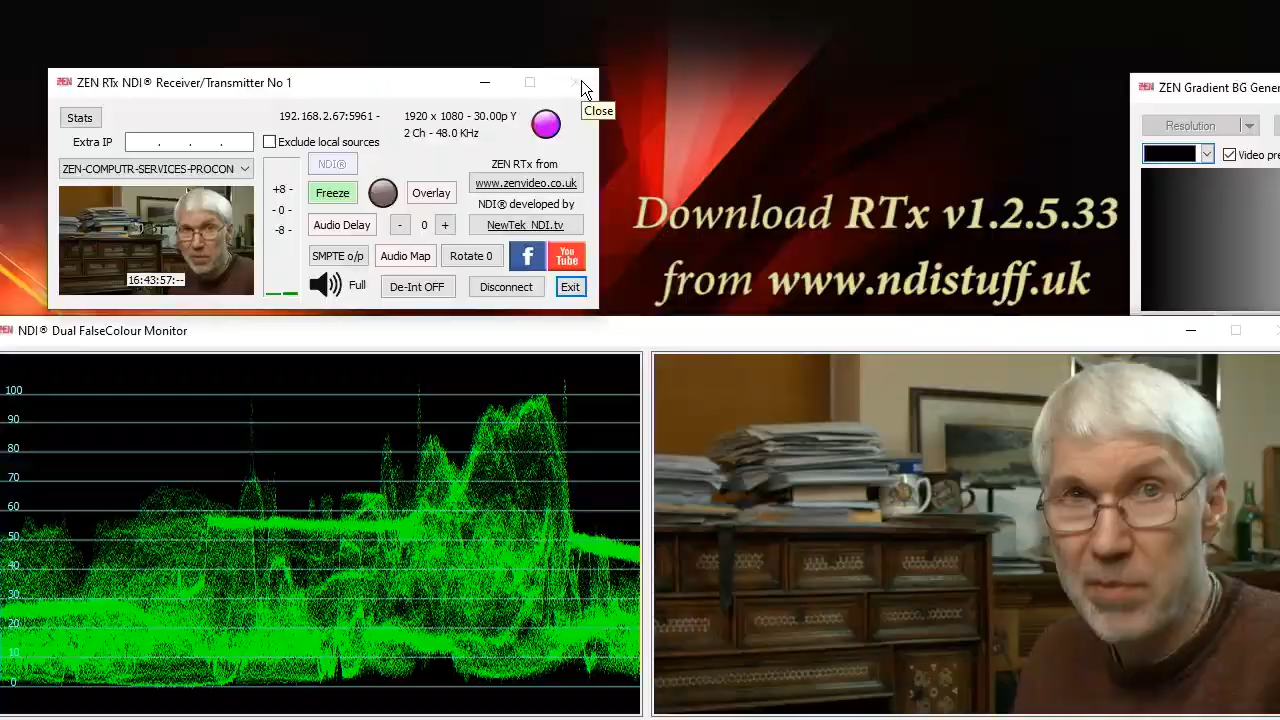 ZEN RTx NDI® Receiver/Transmitter No 1
Stats
192.168.2.67:5961 -
1920 x 1080 - 30.00p Y
2 Ch - 48.0 KHz
Close
Extra IP
. . .
Exclude local sources
ZEN-COMPUTR-SERVICES-PROCON
NDI®
ZEN RTx from
www.zenvideo.co.uk
+8 -
- 0 -
-8 -
Freeze
Overlay
NDI® developed by
NewTek NDI.tv
Audio Delay
- 0 +
SMPTE o/p
Audio Map
Rotate 0
f
You
Tube
16:43:57:--
Full
De-Int OFF
Disconnect
Exit
Download RTx v1.2.5.33
from www.ndistuff.uk
ZEN Gradient BG Gener
Resolution
Video pre
NDI® Dual FalseColour Monitor
100
90
80
70
60
50
40
30
20
10
0